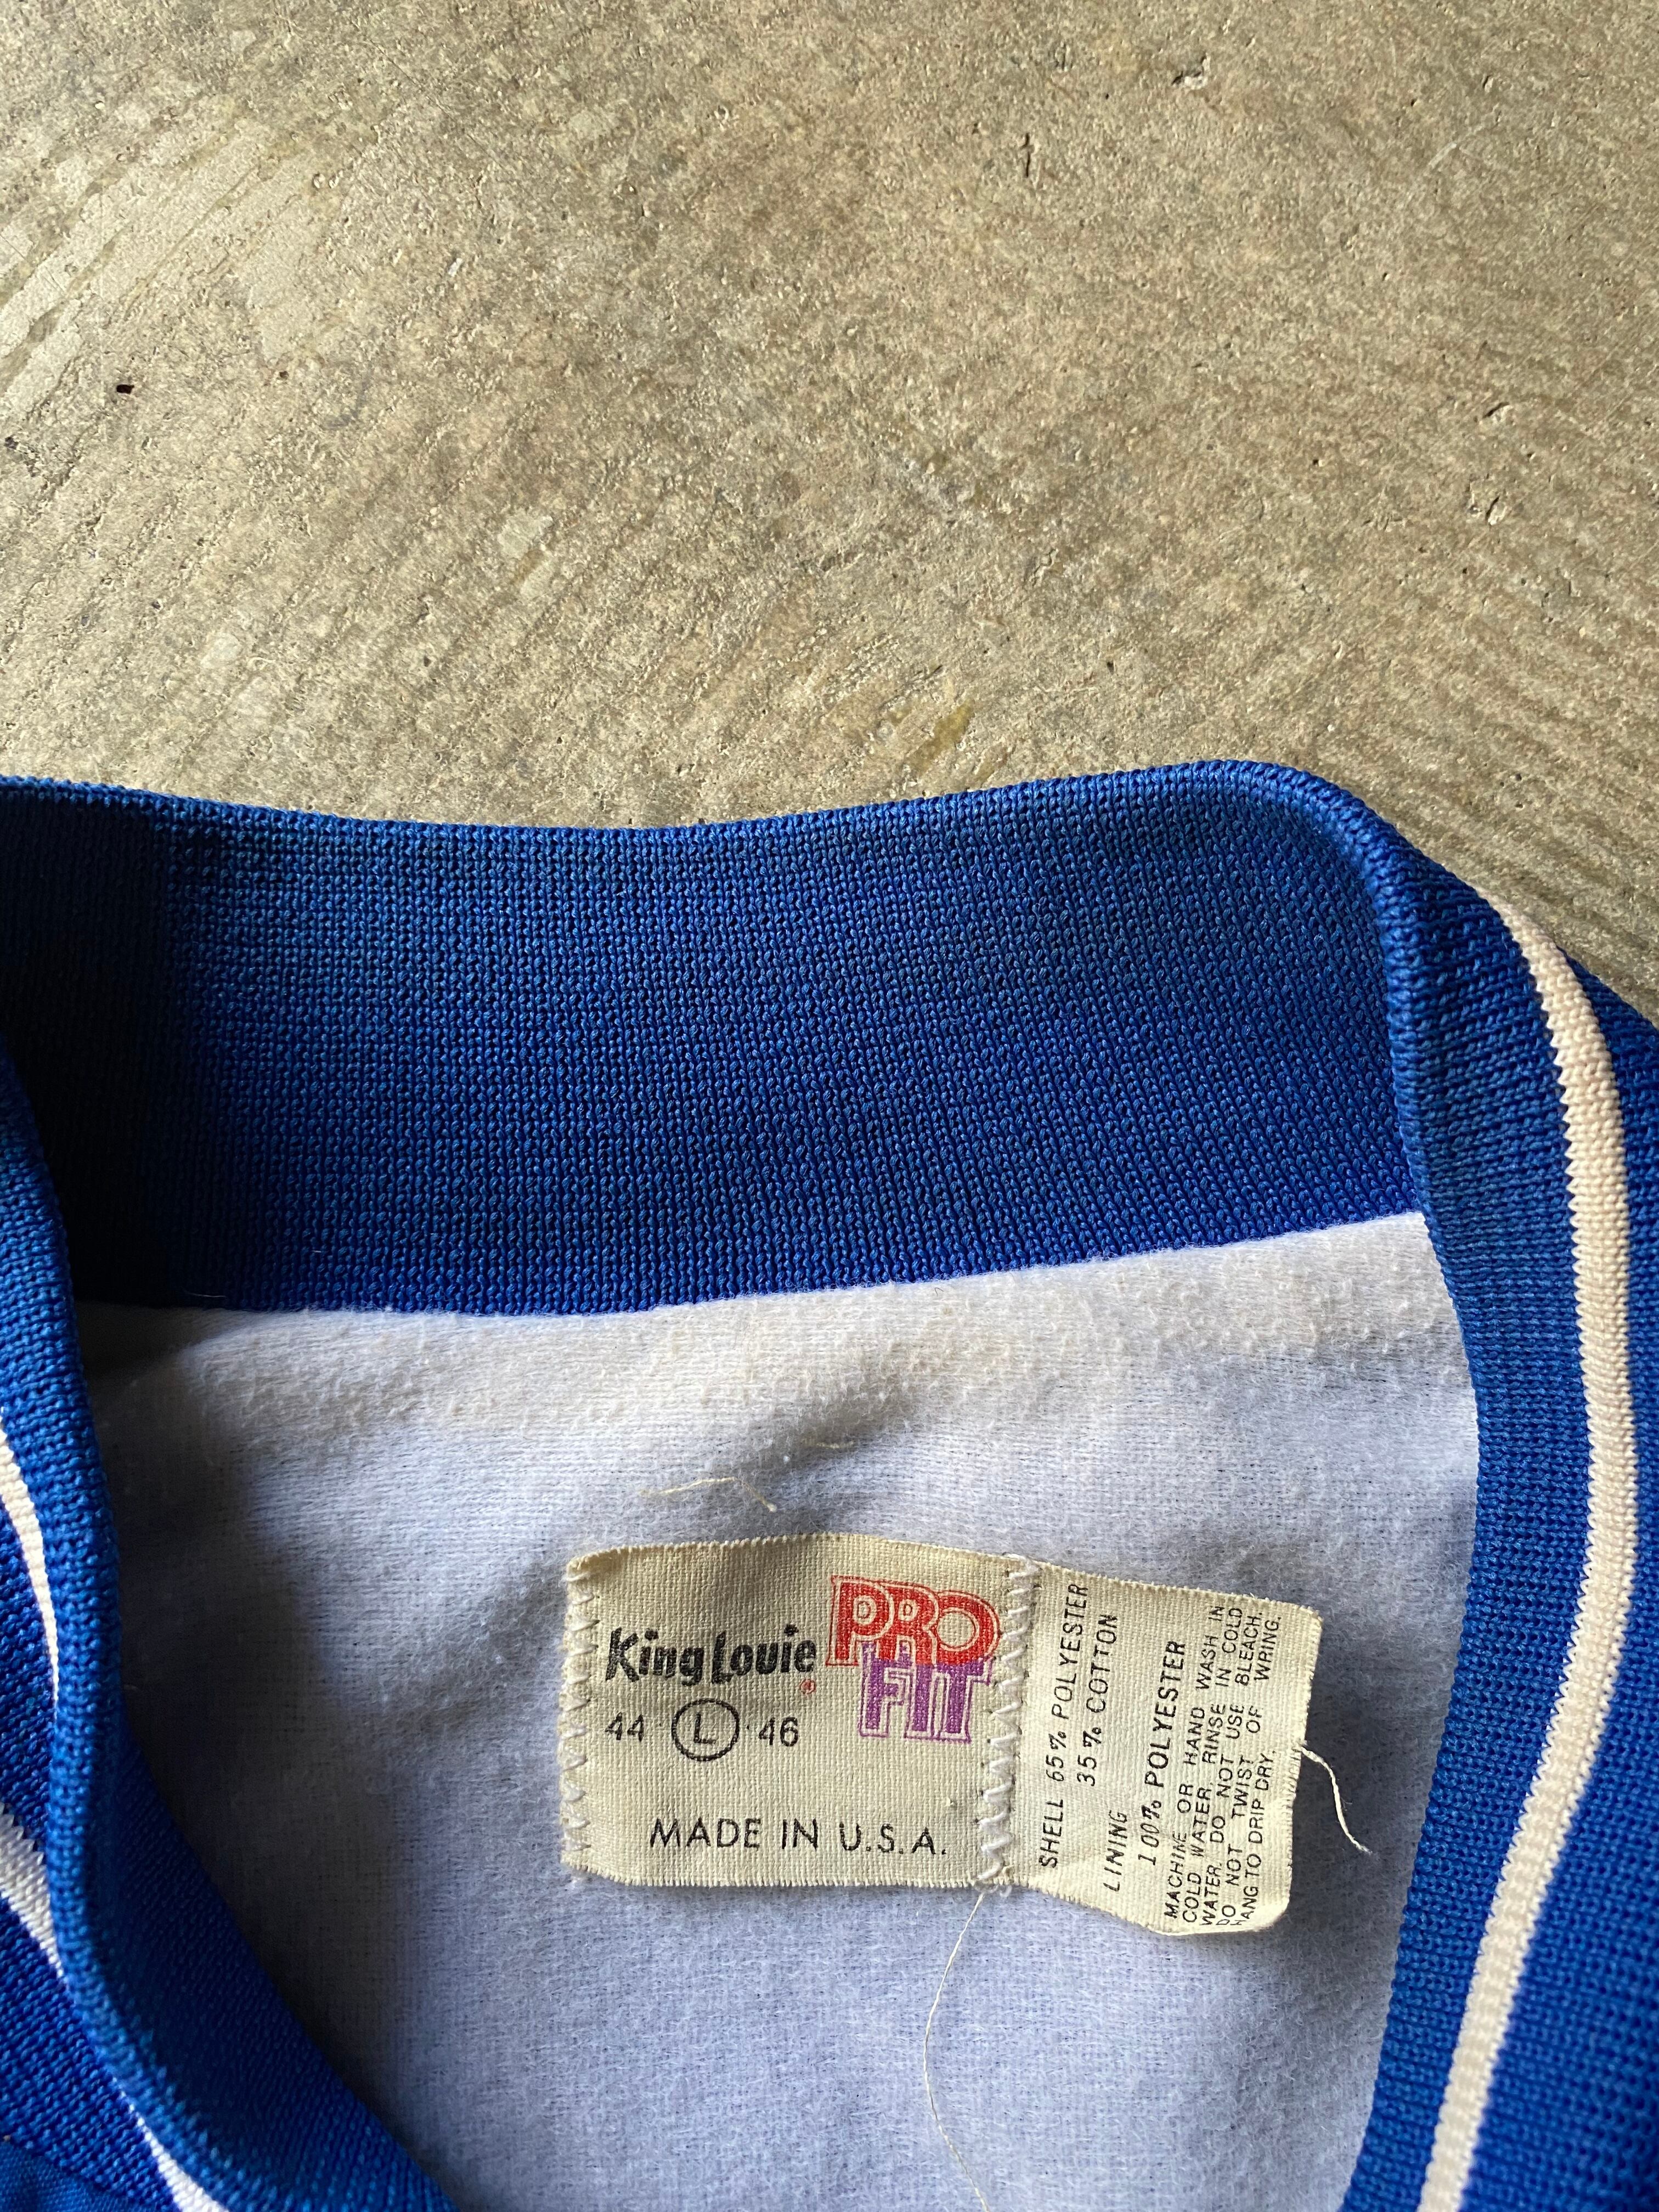 King Louie®
PRO
FIT
44 L 46
MADE IN U.S.A.
SHELL 65% POLYESTER
35% COTTON
LINING
100% POLYESTER
MACHINE OR HAND WASH IN
COLD WATER. RINSE IN COLD
WATER. DO NOT USE BLEACH.
DO NOT TWIST OF WRING.
HANG TO DRIP DRY.